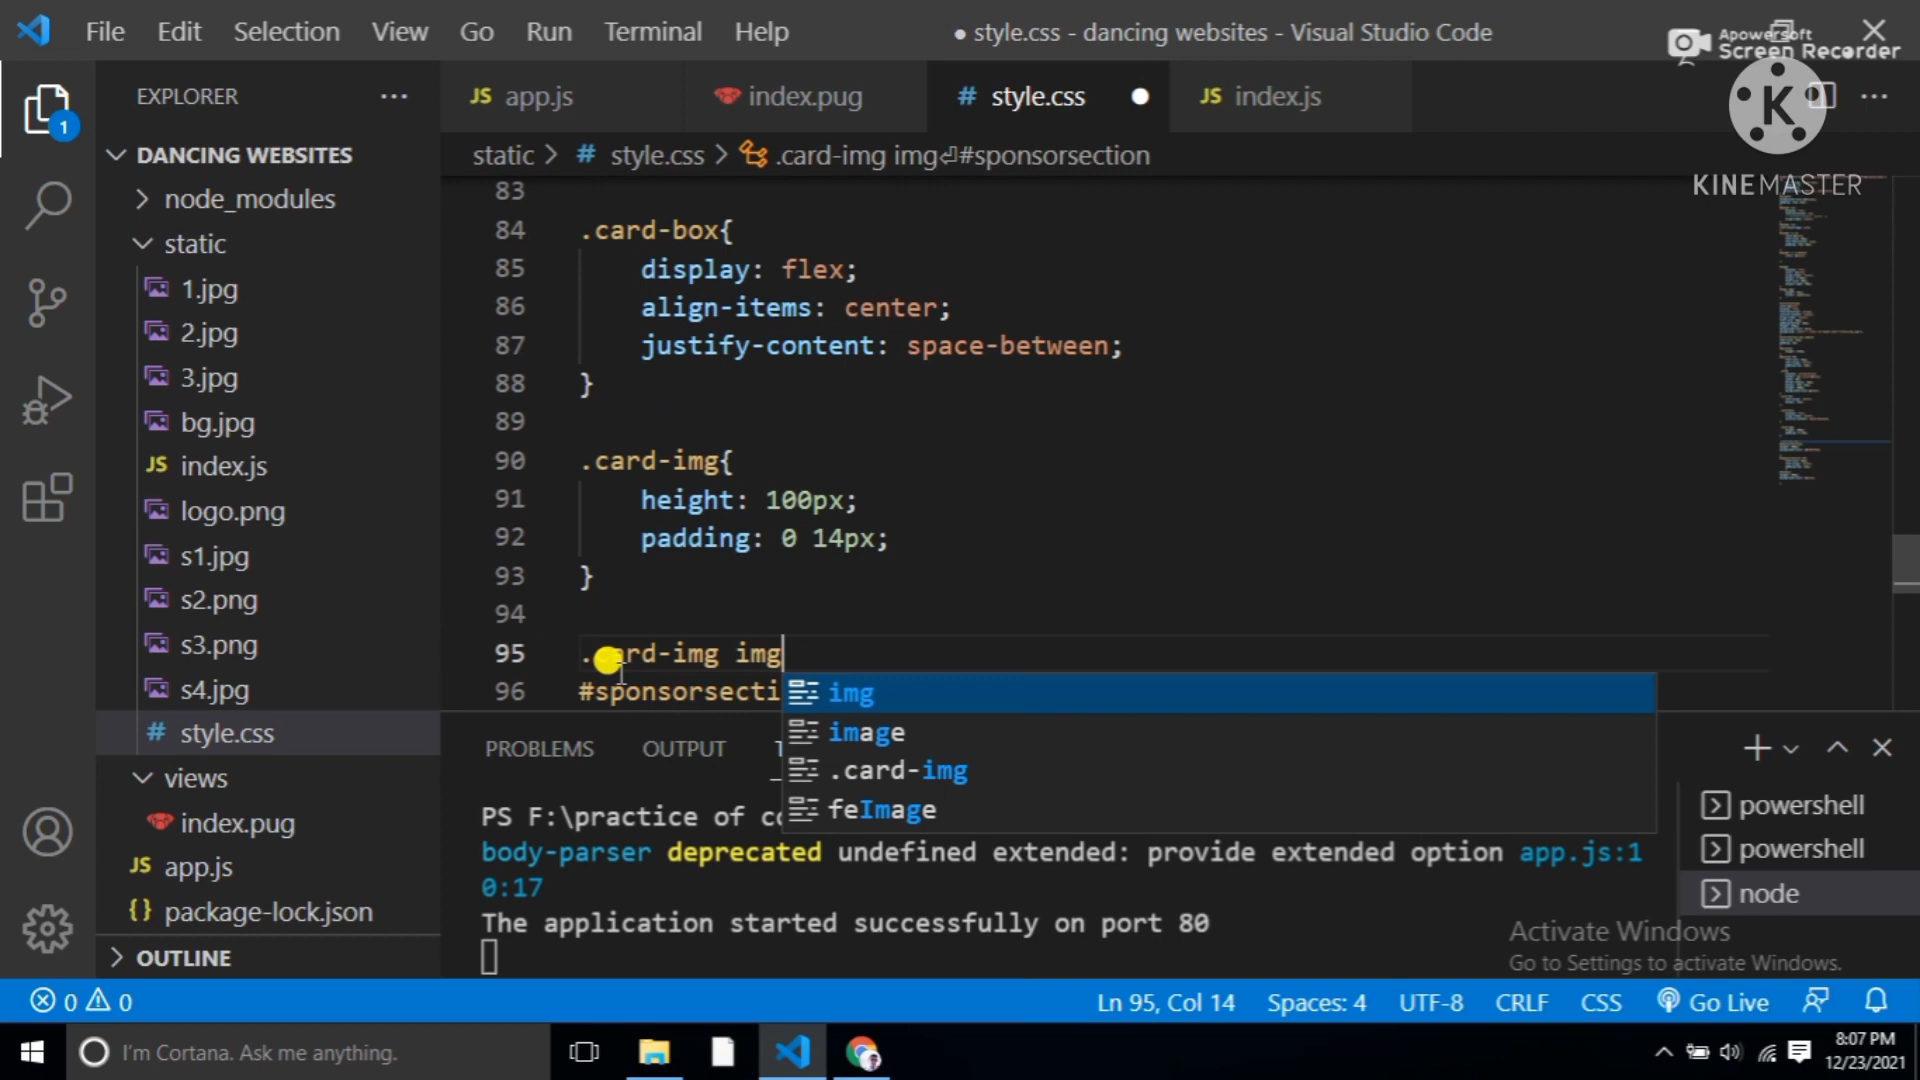 File Edit Selection View Go Run Terminal Help
● style.css - dancing websites - Visual Studio Code
Apowersoft
Screen Recorder
KINEMASTER
EXPLORER ...
JS app.js
index.pug
# style.css ●
JS index.js
...
DANCING WEBSITES
static > # style.css > .card-img img⏎#sponsorsection
node_modules
static
1.jpg
2.jpg
3.jpg
bg.jpg
JS index.js
logo.png
s1.jpg
s2.png
s3.png
s4.jpg
# style.css
views
index.pug
JS app.js
{} package-lock.json
OUTLINE
1
83
84 .card-box{
85 display: flex;
86 align-items: center;
87 justify-content: space-between;
88 }
89
90 .card-img{
91 height: 100px;
92 padding: 0 14px;
93 }
94
95 .card-img img
96 #sponsorsecti
img
image
.card-img
feImage
PROBLEMS OUTPUT
PS F:\practice of
body-parser deprecated undefined extended: provide extended option app.js:1
0:17
The application started successfully on port 80
powershell
powershell
node
Activate Windows
Go to Settings to activate Windows.
0 0
Ln 95, Col 14 Spaces: 4 UTF-8 CRLF CSS Go Live
I'm Cortana. Ask me anything.
8:07 PM
12/23/2021